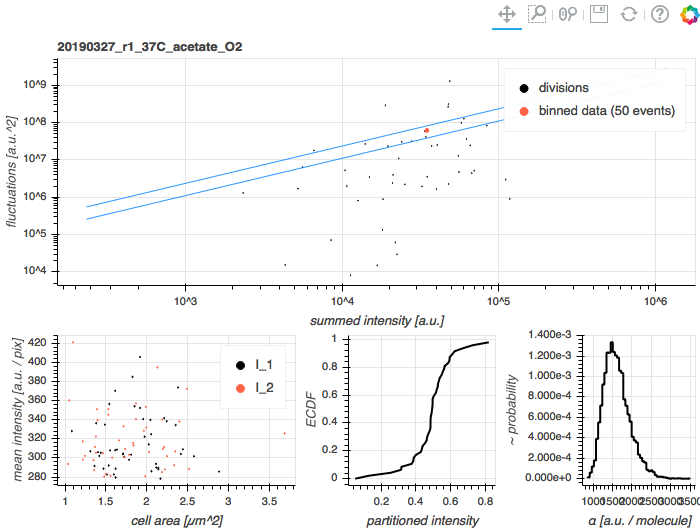 20190327_r1_37C_acetate_O2
fluctuations [a.u.^2]
10^9
10^8
10^7
10^6
10^5
10^4
divisions
binned data (50 events)
10^3
10^4
10^5
10^6
summed intensity [a.u.]
mean intensity [a.u. / pix]
420
400
380
360
340
320
300
280
I_1
I_2
1
1.5
2
2.5
3
3.5
cell area [μm^2]
ECDF
1
0.8
0.6
0.4
0.2
0
0.2
0.4
0.6
0.8
partitioned intensity
~ probability
1.400e-3
1.200e-3
1.000e-3
8.000e-4
6.000e-4
4.000e-4
2.000e-4
0.000e+0
1000
1500
2000
2500
3000
3500
α [a.u. / molecule]